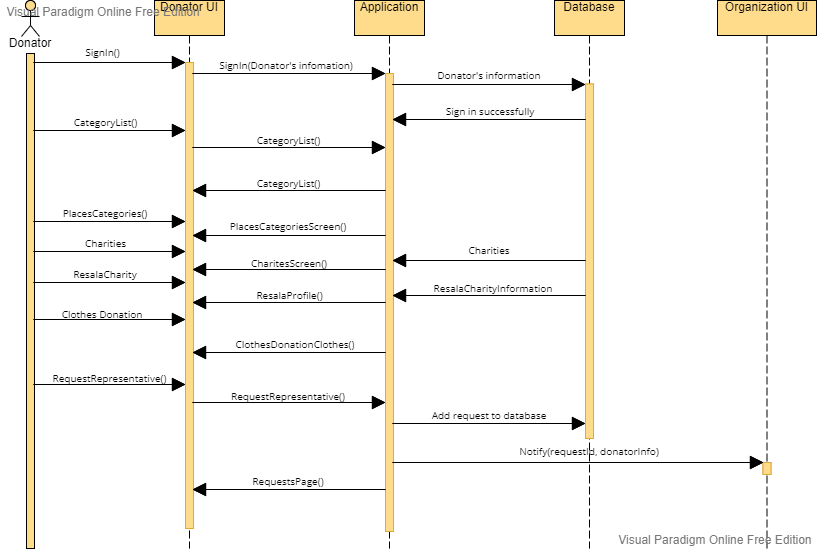 Visual Paradigm Online Free Edition
Donator UI
Application
Database
Organization UI
Donator
SignIn()
SignIn(Donator's infomation)
Donator's information
Sign in successfully
CategoryList()
CategoryList()
CategoryList()
PlacesCategories()
PlacesCategoriesScreen()
Charities
Charities
CharitesScreen()
ResalaCharity
ResalaCharityInformation
ResalaProfile()
Clothes Donation
ClothesDonationClothes()
RequestRepresentative()
RequestRepresentative()
Add request to database
Notify(requestId, donatorInfo)
RequestsPage()
Visual Paradigm Online Free Edition